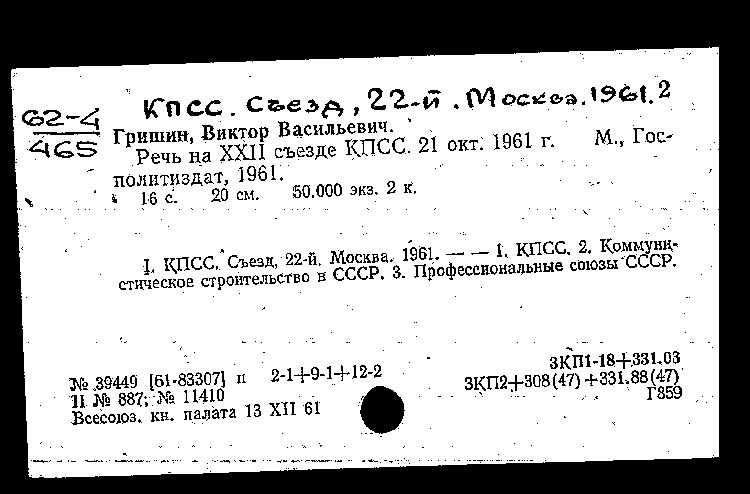 КПСС. Съезд, 22-й. Москва. 1961. 2
62-4
465
Гришин, Виктор Васильевич.
Речь на XXII съезде КПСС. 21 окт. 1961 г. М., Гос-
политиздат, 1961.
16 с. 20 см. 50.000 экз. 2 к.
I. КПСС. Съезд, 22-й. Москва. 1961. — — 1. КПСС. 2. Коммуни-
стическое строительство в СССР. 3. Профессиональные союзы СССР.
№ 39449 [61-83307] п 2-1+9-1+12-2
II № 887; № 11410
Всесоюз. кн. палата 13 XII 61
3КП1-18+331.03
3КП2+308(47)+331.88(47)
Г859